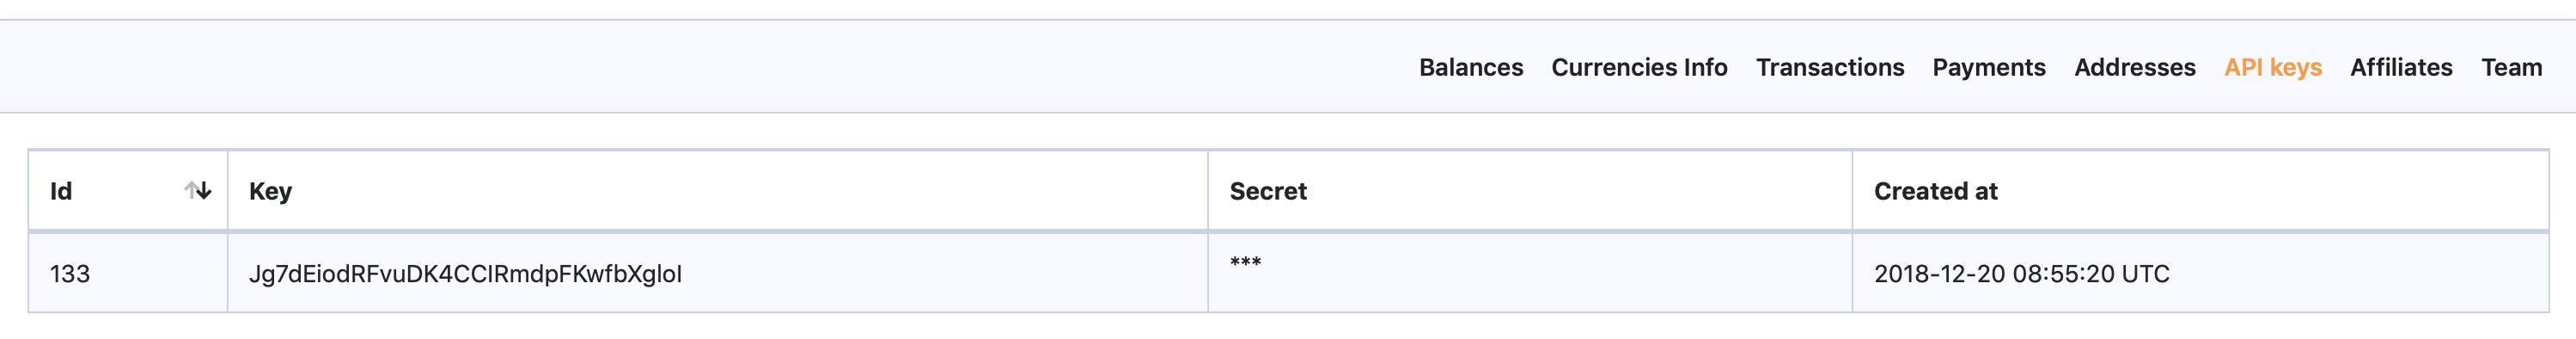 Balances Currencies Info Transactions Payments Addresses API keys Affiliates Team
Id Key Secret Created at
133 Jg7dEiodRFvuDK4CCIRmdpFKwfbXgloI *** 2018-12-20 08:55:20 UTC